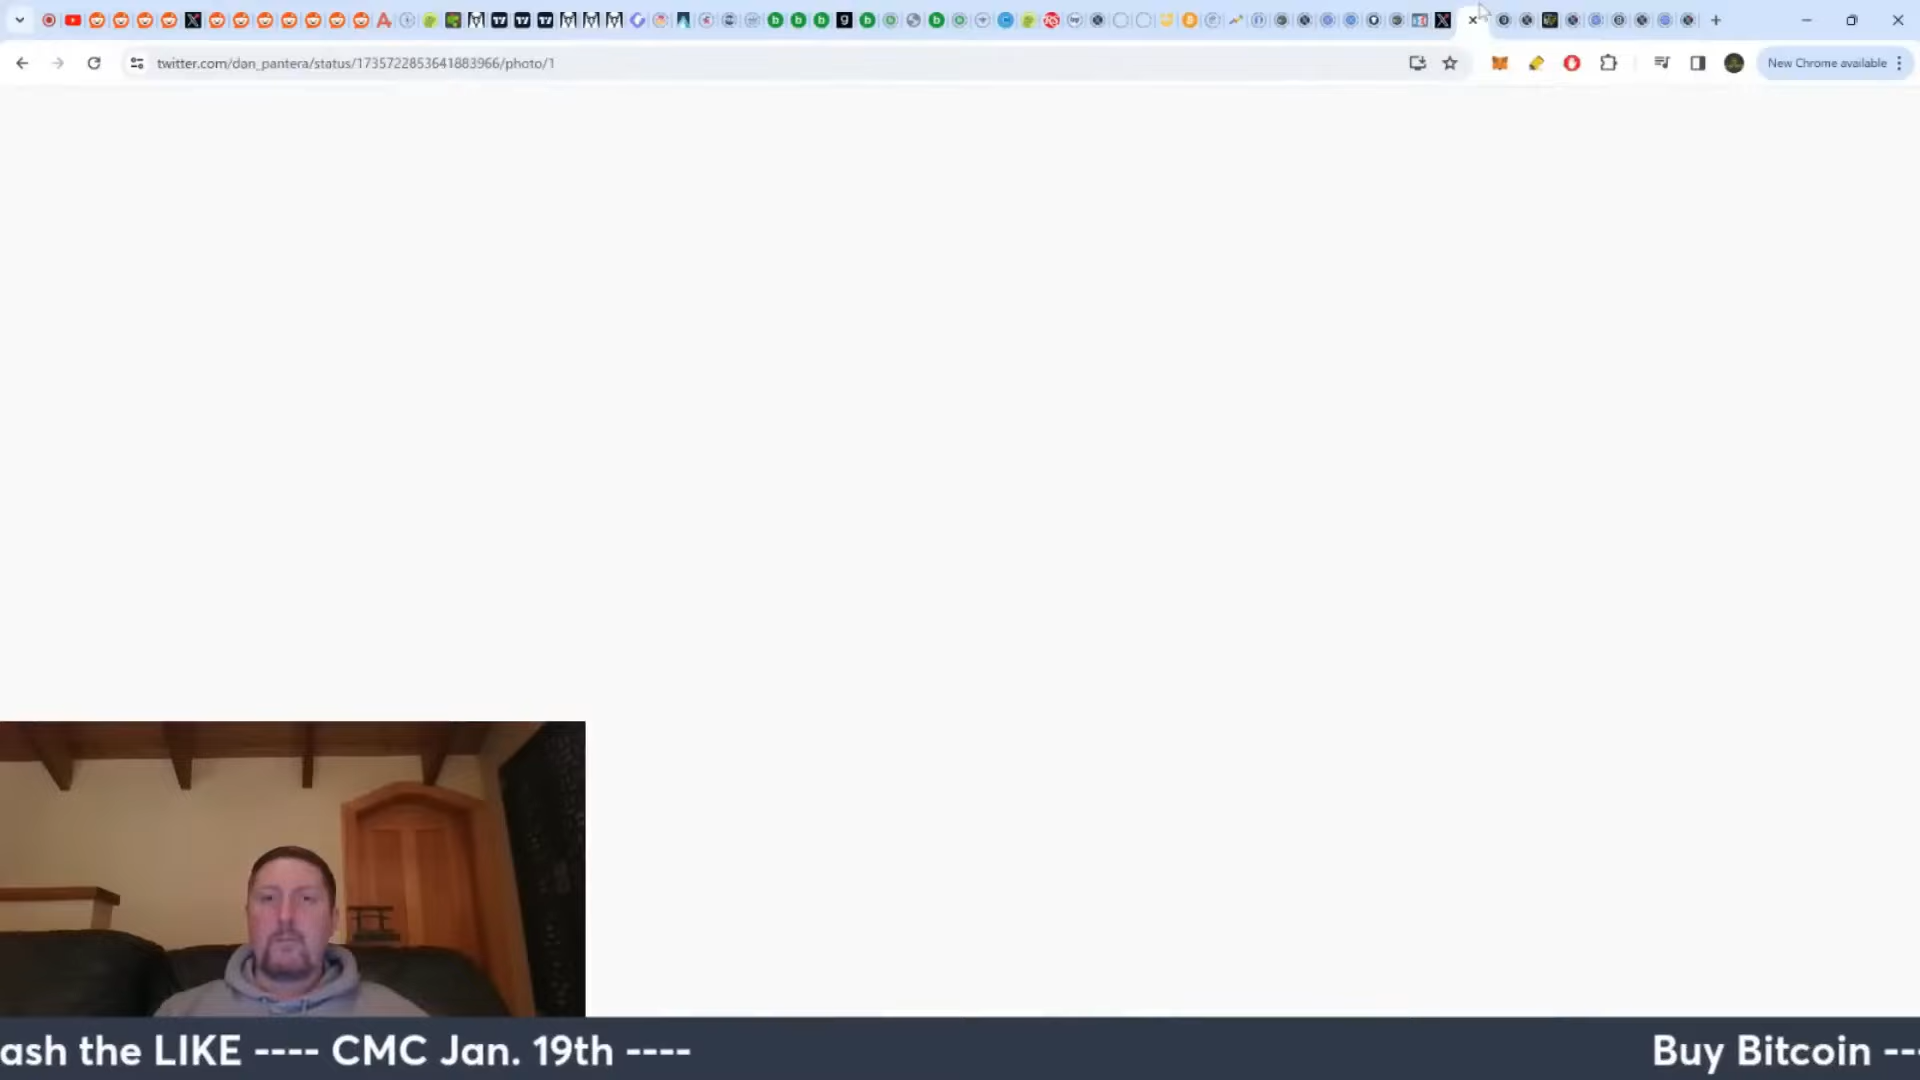 twitter.com/dan_pantera/status/1735722853641883966/photo/1
New Chrome available
ash the LIKE ---- CMC Jan. 19th ----
Buy Bitcoin --